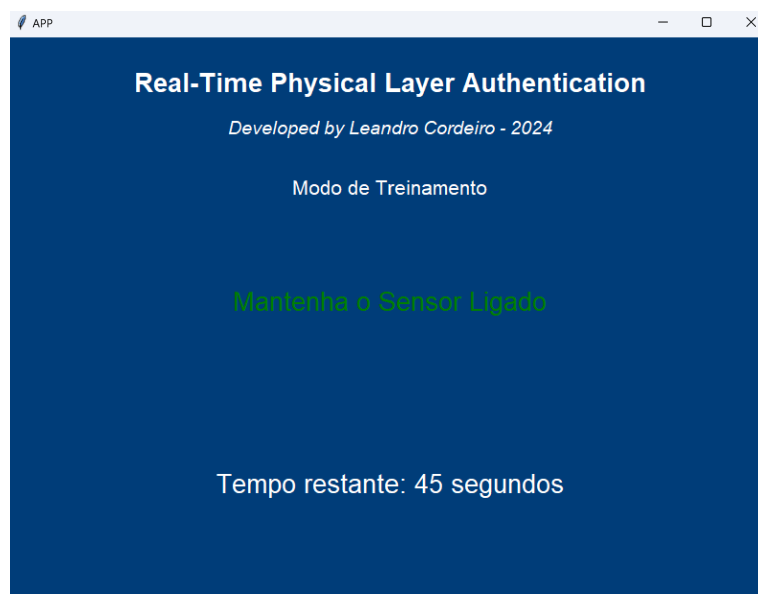 APP
Real-Time Physical Layer Authentication
Developed by Leandro Cordeiro - 2024
Modo de Treinamento
Mantenha o Sensor Ligado
Tempo restante: 45 segundos